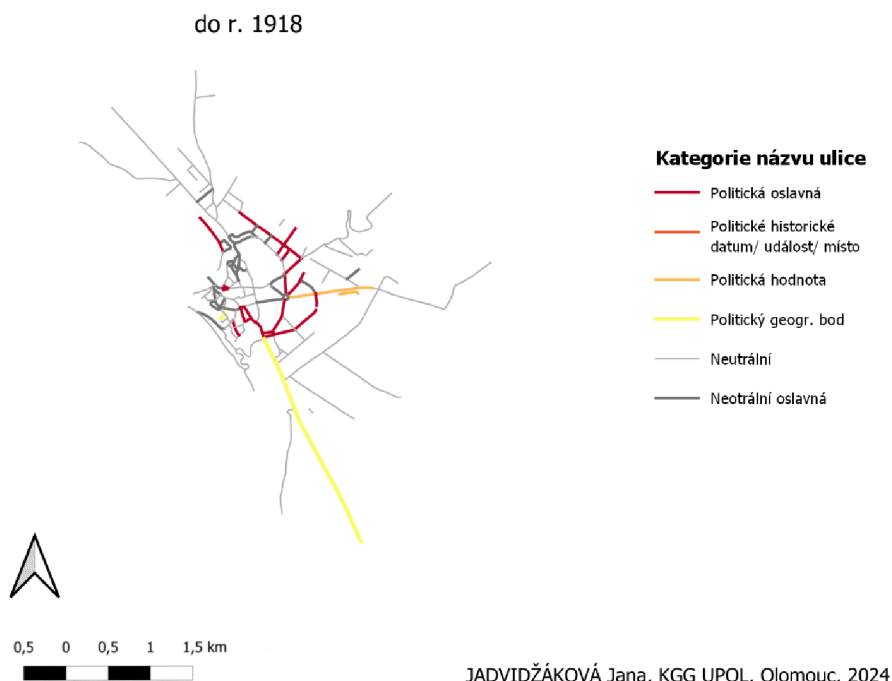 do r. 1918
Kategorie názvu ulice
Politická oslavná
Politické historické
datum/ událost/ místo
Politická hodnota
Politický geogr. bod
Neutrální
Neotrální oslavná
0,5 0 0,5 1 1,5 km
JADVIDŽÁKOVÁ Jana, KGG UPOL, Olomouc, 2024